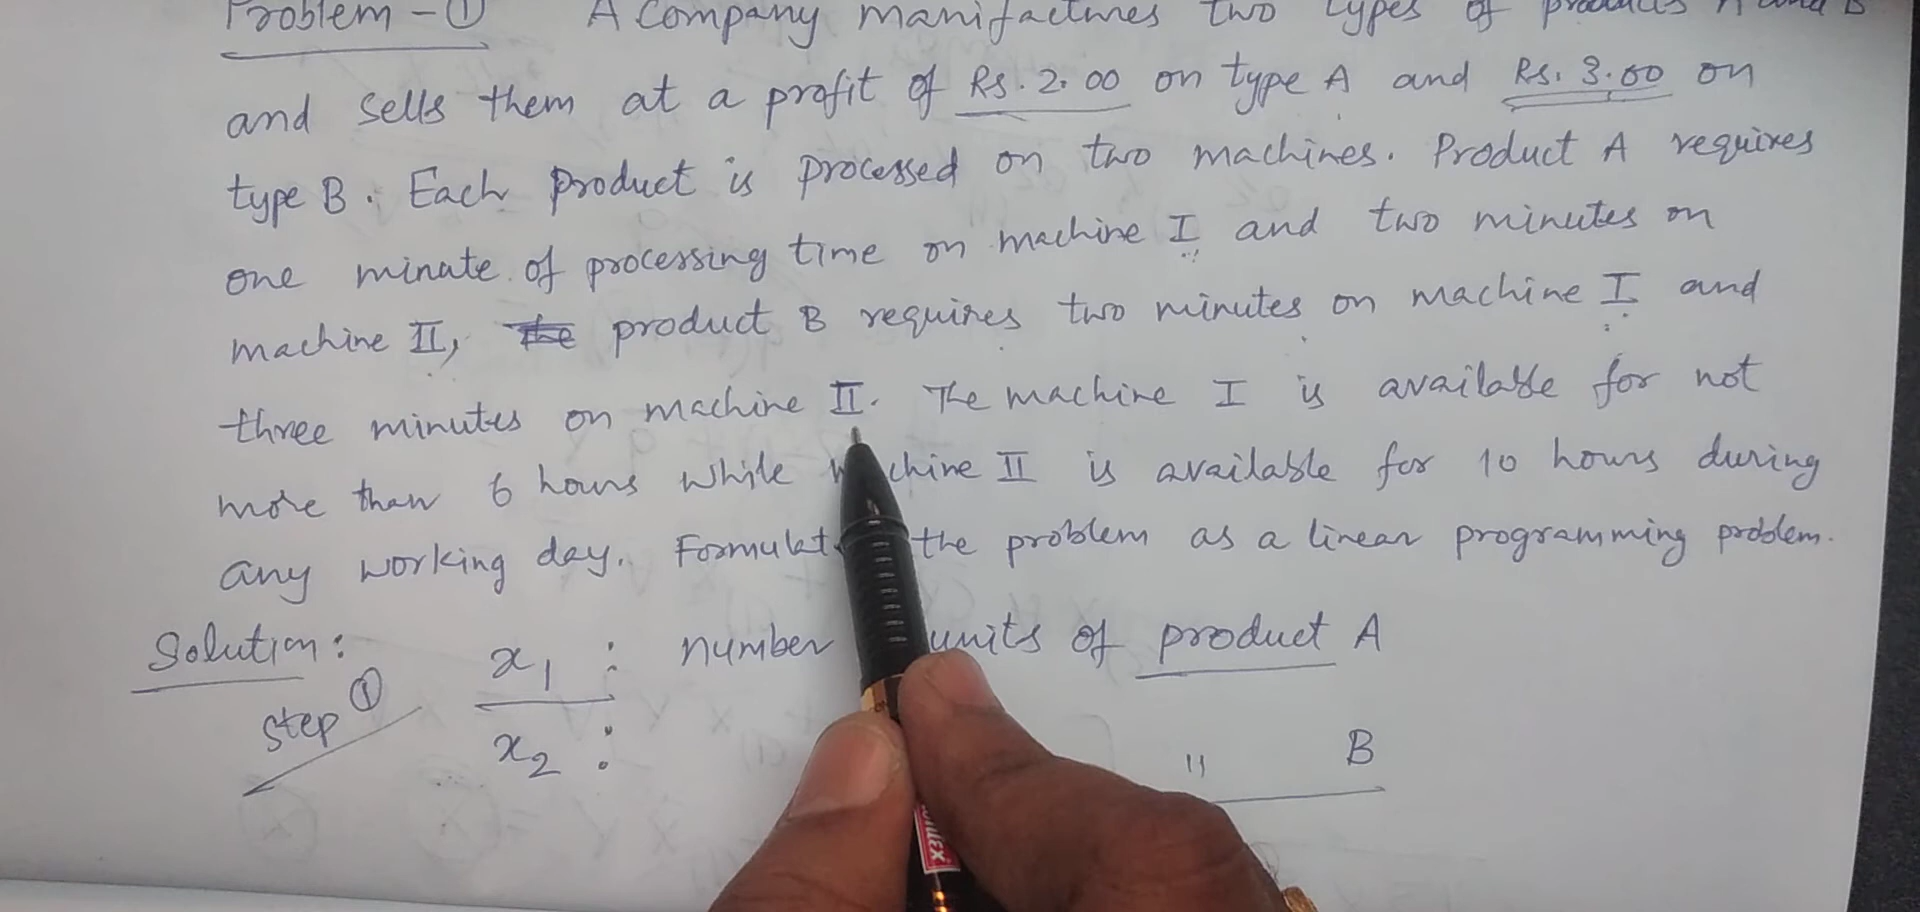 Problem - ① A Company manifactures two types of products A and B
and sells them at a profit of Rs. 2.00 on type A and Rs. 3.00 on
type B. Each product is processed on two machines. Product A requires
one minute of processing time on machine I and two minutes on
machine II, The product B requires two minutes on machine I and
three minutes on machine II. The machine I is available for not
more than 6 hours while chine II is available for 10 hours during
any working day. Formulat the problem as a linear programming problem.
Solution: x₁ : number units of product A
step ①
x₂ : " B